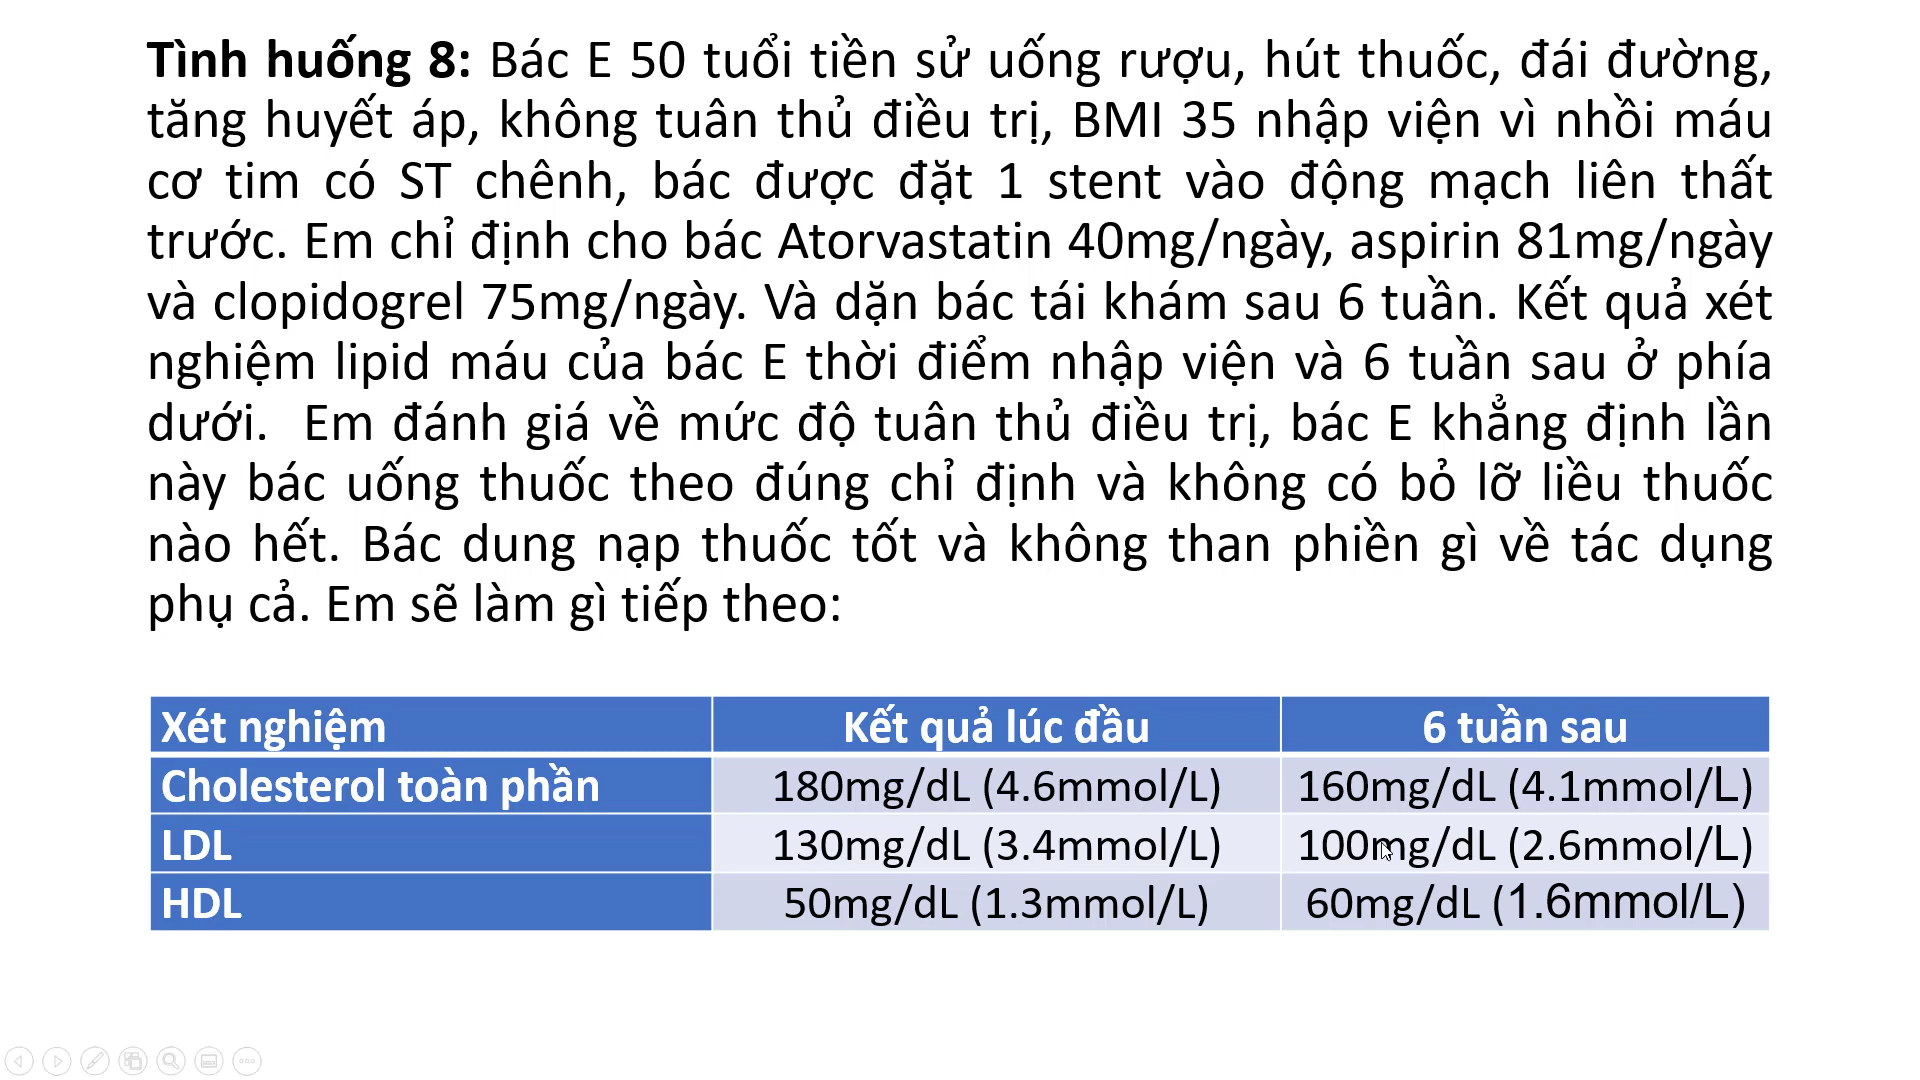 Tình huống 8: Bác E 50 tuổi tiền sử uống rượu, hút thuốc, đái đường,
tăng huyết áp, không tuân thủ điều trị, BMI 35 nhập viện vì nhồi máu
cơ tim có ST chênh, bác được đặt 1 stent vào động mạch liên thất
trước. Em chỉ định cho bác Atorvastatin 40mg/ngày, aspirin 81mg/ngày
và clopidogrel 75mg/ngày. Và dặn bác tái khám sau 6 tuần. Kết quả xét
nghiệm lipid máu của bác E thời điểm nhập viện và 6 tuần sau ở phía
dưới. Em đánh giá về mức độ tuân thủ điều trị, bác E khẳng định lần
này bác uống thuốc theo đúng chỉ định và không có bỏ lỡ liều thuốc
nào hết. Bác dung nạp thuốc tốt và không than phiền gì về tác dụng
phụ cả. Em sẽ làm gì tiếp theo:
Xét nghiệm Kết quả lúc đầu 6 tuần sau
Cholesterol toàn phần 180mg/dL (4.6mmol/L) 160mg/dL (4.1mmol/L)
LDL 130mg/dL (3.4mmol/L) 100mg/dL (2.6mmol/L)
HDL 50mg/dL (1.3mmol/L) 60mg/dL (1.6mmol/L)